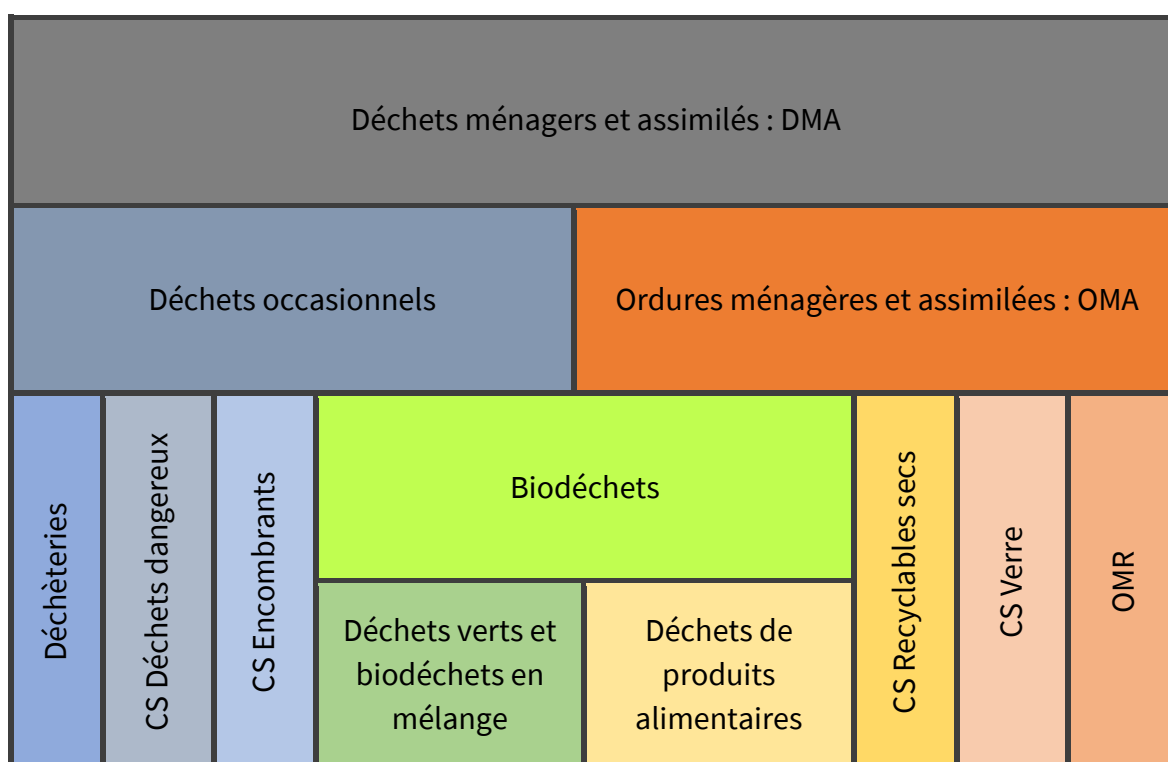 Déchets ménagers et assimilés : DMA
Déchets occasionnels
Ordures ménagères et assimilées : OMA
Déchèteries
CS Déchets dangereux
CS Encombrants
Biodéchets
Déchets verts et
biodéchets en
mélange
Déchets de
produits
alimentaires
CS Recyclables secs
CS Verre
OMR